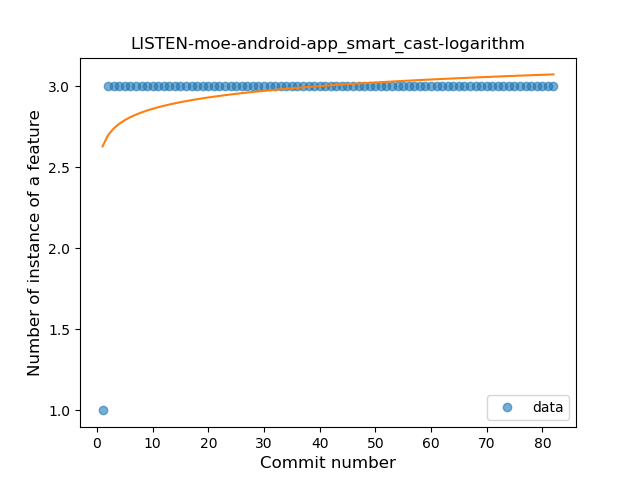 LISTEN-moe-android-app_smart_cast-logarithm
Number of instance of a feature
3.0
2.5
2.0
1.5
1.0
data
0 10 20 30 40 50 60 70 80
Commit number